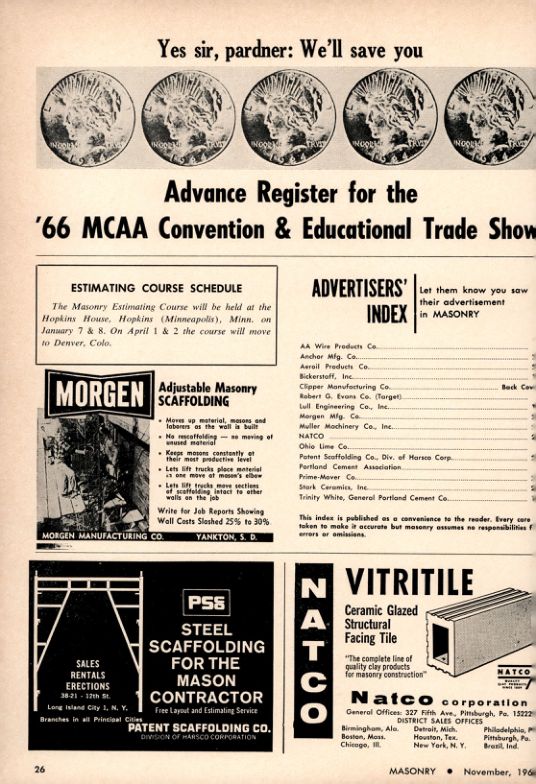 Yes sir, pardner: We'll save you
Advance Register for the
'66 MCAA Convention & Educational Trade Show
ESTIMATING COURSE SCHEDULE
The Masonry Estimating Course will be held at the
Hopkins House, Hopkins (Minneapolis), Minn. on
January 7 & 8. On April 1 & 2 the course will move
to Denver, Colo.
MORGEN
Adjustable Masonry
SCAFFOLDING
• Moves up material, masons and
laborers as the wall is built
• No rescaffolding — no moving of
unused material
• Keeps masons constantly at
their most productive level
• Lets lift trucks place material
in one move at mason's elbow
• Lets lift trucks move sections
of scaffolding intact to other
walls on the job
Write for Job Reports Showing
Wall Costs Slashed 25% to 30%
MORGEN MANUFACTURING CO. YANKTON, S. D.
ADVERTISERS'
INDEX
Let them know you saw
their advertisement
in MASONRY
AA Wire Products Co.
Anchor Mfg. Co.
Aeroil Products Co.
Bickerstaff, Inc.
Clipper Manufacturing Co. Back
Robert G. Evans Co. (Target)
Lull Engineering Co., Inc.
Morgen Mfg. Co.
Muller Machinery Co., Inc.
NATCO
Ohio Lime Co.
Patent Scaffolding Co., Div. of Harsco Corp.
Portland Cement Association
Prime-Mover Co.
Stark Ceramics, Inc.
Trinity White, General Portland Cement Co.
This index is published as a convenience to the reader. Every care
taken to make it accurate but masonry assumes no responsibilities f
errors or omissions.
SALES
RENTALS
ERECTIONS
38-21 - 12th St.
Long Island City 1, N. Y.
Branches in all Principal Cities
STEEL
SCAFFOLDING
FOR THE
MASON
CONTRACTOR
Free Layout and Estimating Service
PATENT SCAFFOLDING CO.
DIVISION OF HARSCO CORPORATION
NATCO
VITRITILE
Ceramic Glazed
Structural
Facing Tile
"The complete line of
quality clay products
for masonry construction"
NATCO
Natco corporation
General Offices: 327 Fifth Ave., Pittsburgh, Pa. 15222
DISTRICT SALES OFFICES
Birmingham, Ala. Detroit, Mich. Philadelphia, P
Boston, Mass. Houston, Tex. Pittsburgh, Pa.
Chicago, Ill. New York, N. Y. Brazil, Ind.
26
MASONRY • November, 196